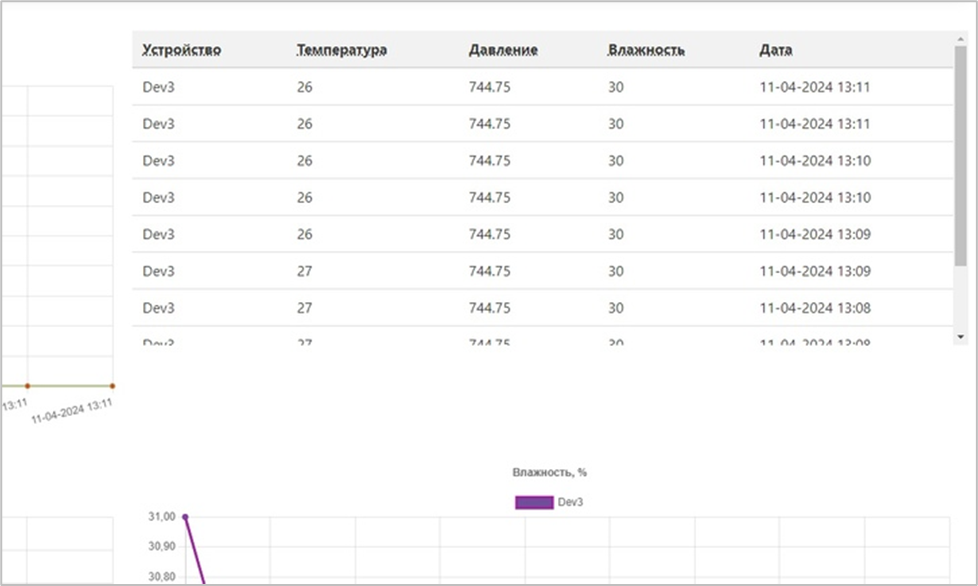 Устройство Температура Давление Влажность Дата
Dev3 26 744.75 30 11-04-2024 13:11
Dev3 26 744.75 30 11-04-2024 13:11
Dev3 26 744.75 30 11-04-2024 13:10
Dev3 26 744.75 30 11-04-2024 13:10
Dev3 26 744.75 30 11-04-2024 13:09
Dev3 27 744.75 30 11-04-2024 13:09
Dev3 27 744.75 30 11-04-2024 13:08
Dev3 27 744.75 30 11-04-2024 13:08
13:11
11-04-2024 13:11
Влажность, %
Dev3
31,00
30,90
30,80